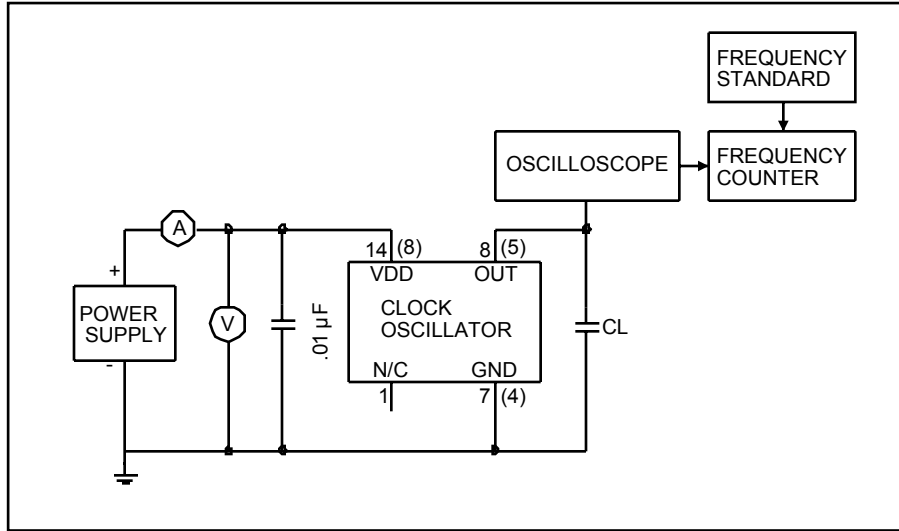 FREQUENCY
STANDARD
OSCILLOSCOPE
FREQUENCY
COUNTER
A
14 (8)
8 (5)
+
VDD
OUT
POWER
SUPPLY
V
.01 µF
CLOCK
OSCILLATOR
CL
-
N/C
GND
1
7 (4)